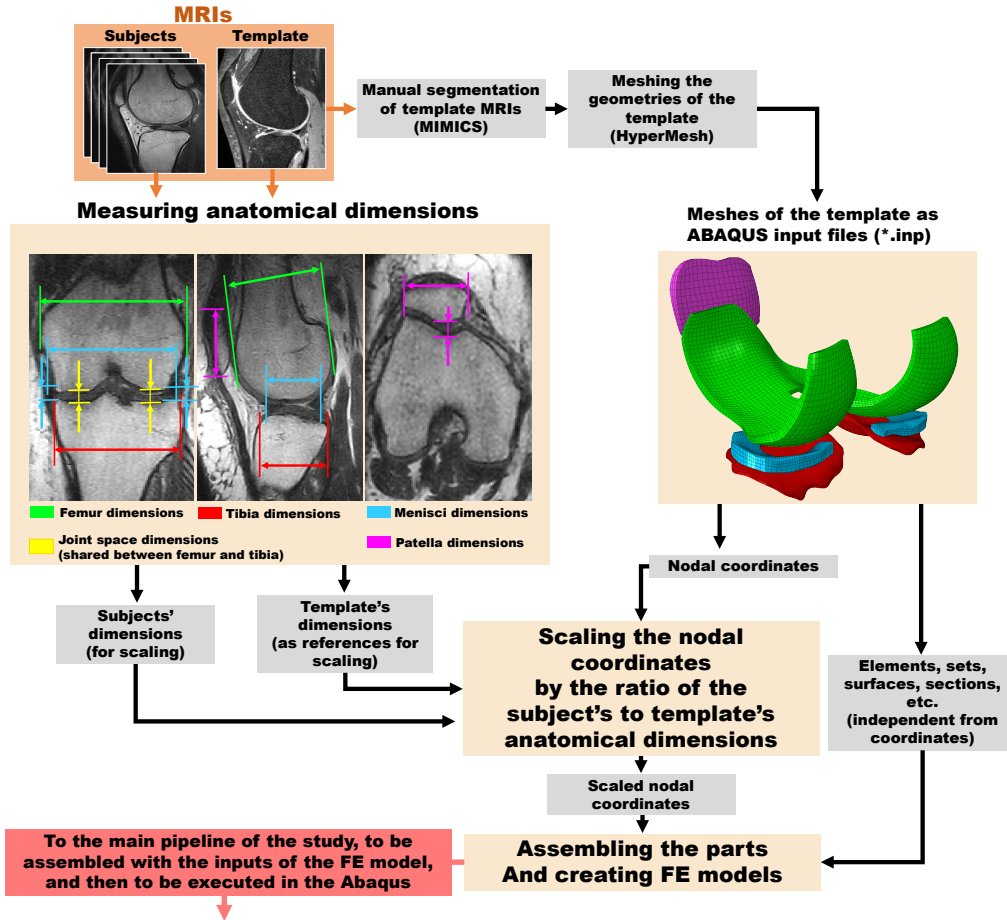 MRIs
Subjects
Template
Manual segmentation
of template MRIs
(MIMICS)
Meshing the
geometries of the
template
(HyperMesh)
Measuring anatomical dimensions
Meshes of the template as
ABAQUS input files (*.inp)
Femur dimensions
Tibia dimensions
Menisci dimensions
Joint space dimensions
(shared between femur and tibia)
Patella dimensions
Nodal coordinates
Subjects'
dimensions
(for scaling)
Template's
dimensions
(as references for
scaling)
Scaling the nodal
coordinates
by the ratio of the
subject's to template's
anatomical dimensions
Elements, sets,
surfaces, sections,
etc.
(independent from
coordinates)
Scaled nodal
coordinates
To the main pipeline of the study, to be
assembled with the inputs of the FE model,
and then to be executed in the Abaqus
Assembling the parts
And creating FE models